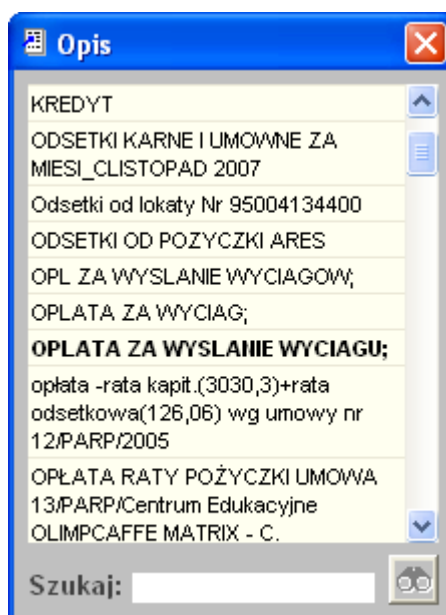 Opis
KREDYT
ODSETKI KARNE I UMOWNE ZA
MIESI_CLISTOPAD 2007
Odsetki od lokaty Nr 95004134400
ODSETKI OD POZYCZKI ARES
OPL ZA WYSLANIE WYCIAGOW;
OPLATA ZA WYCIAG;
OPLATA ZA WYSLANIE WYCIAGU;
opłata -rata kapit.(3030,3)+rata
odsetkowa(126,06) wg umowy nr
12/PARP/2005
OPŁATA RATY POŻYCZKI UMOWA
13/PARP/Centrum Edukacyjne
OLIMPCAFFE MATRIX - C.
Szukaj: